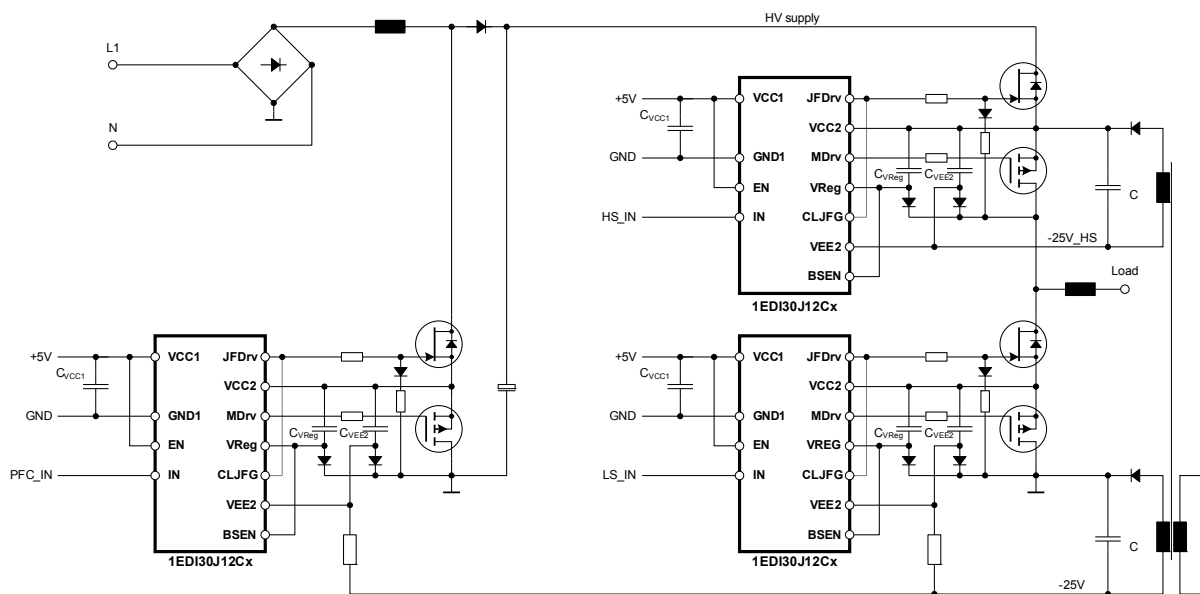 HV supply
L1
N
+5V
CVCC1
GND
HS_IN
VCC1
GND1
EN
IN
JFDrv
VCC2
MDrv
VReg
CLJFG
VEE2
BSEN
1EDI30J12Cx
CVReg
CVEE2
C
-25V_HS
Load
+5V
CVCC1
GND
PFC_IN
VCC1
GND1
EN
IN
JFDrv
VCC2
MDrv
VReg
CLJFG
VEE2
BSEN
1EDI30J12Cx
CVReg
CVEE2
+5V
CVCC1
GND
LS_IN
VCC1
GND1
EN
IN
JFDrv
VCC2
MDrv
VREG
CLJFG
VEE2
BSEN
1EDI30J12Cx
CVReg
CVEE2
C
-25V